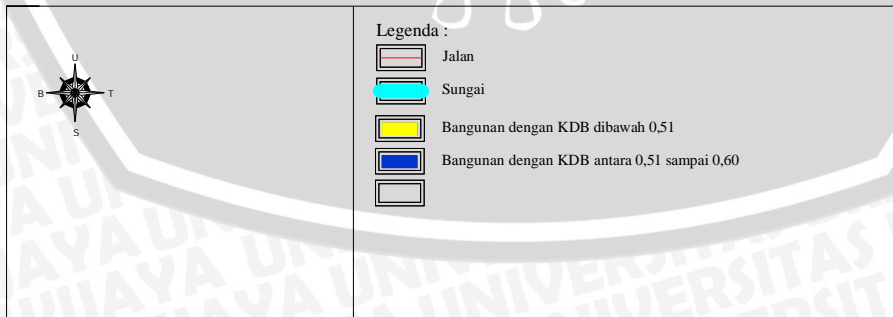 U
B T
S
Legenda :
Jalan
Sungai
Bangunan dengan KDB dibawah 0,51
Bangunan dengan KDB antara 0,51 sampai 0,60